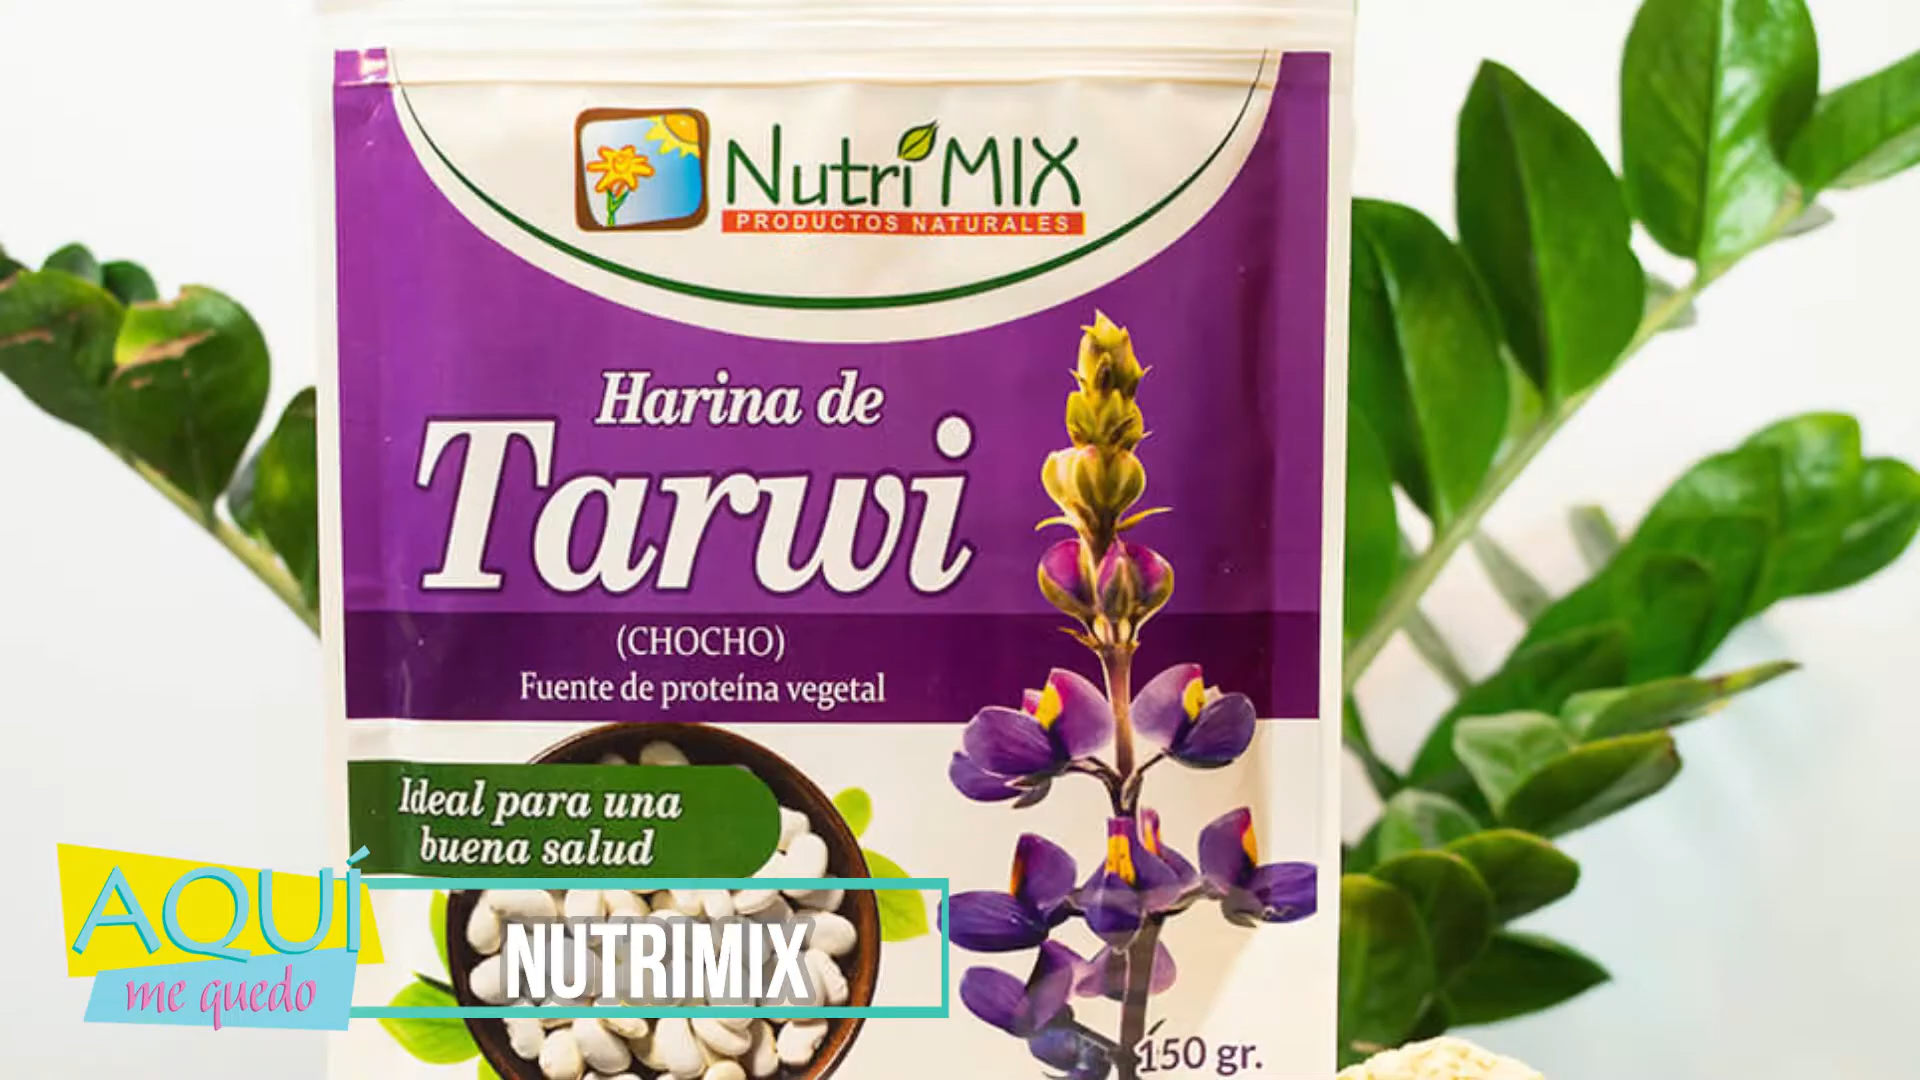 Nutri MIX
PRODUCTOS NATURALES
Harina de
Tarwi
(CHOCHO)
Fuente de proteína vegetal
Ideal para una
buena salud
AQUÍ
me quedo
NUTRIMIX
150 gr.